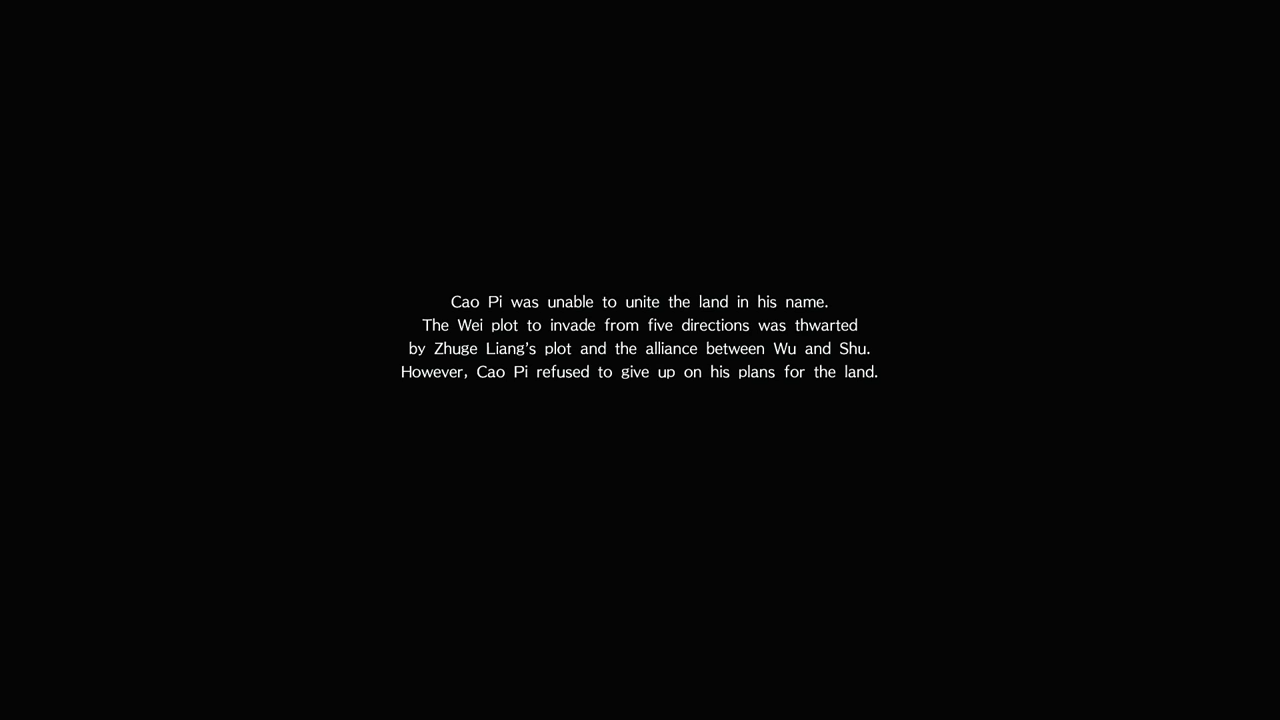 Cao Pi was unable to unite the land in his name.
The Wei plot to invade from five directions was thwarted
by Zhuge Liang's plot and the alliance between Wu and Shu.
However, Cao Pi refused to give up on his plans for the land.